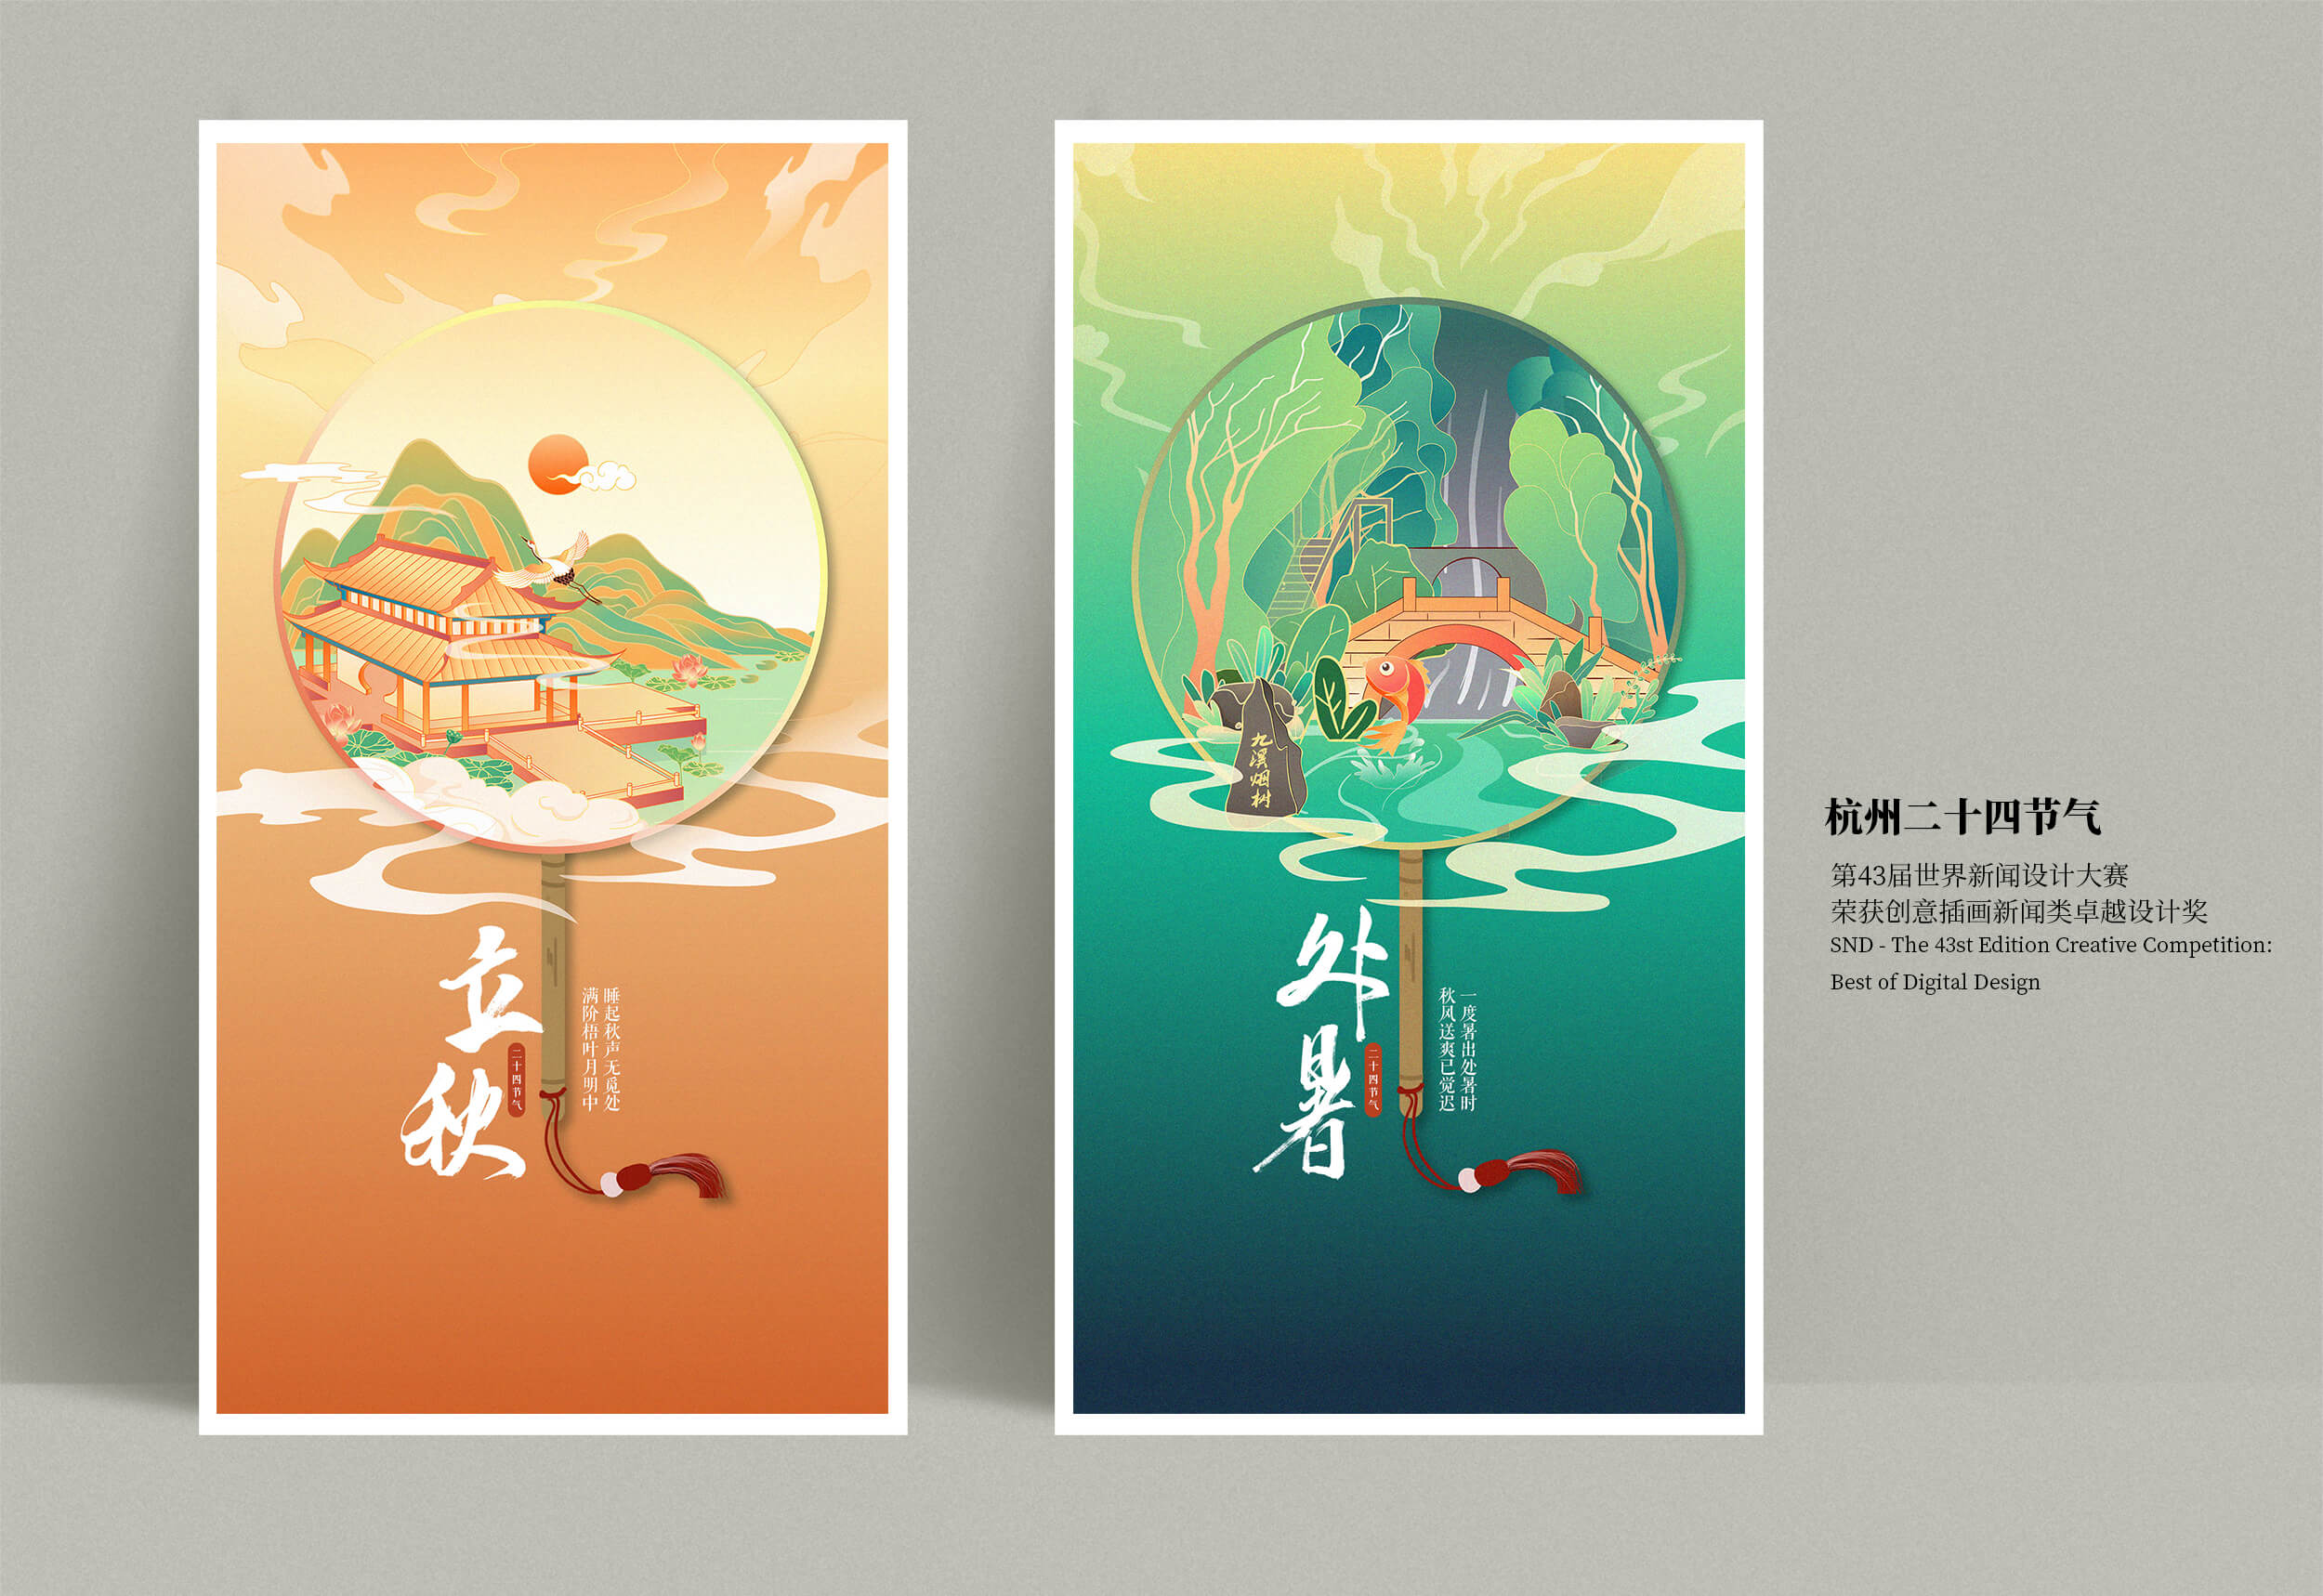 立秋
二十四节气
睡起秋声无觅处
满阶梧叶月明中
九溪烟树
处暑
二十四节气
一度暑出处暑时
秋风送爽已觉迟
杭州二十四节气
第43届世界新闻设计大赛
荣获创意插画新闻类卓越设计奖
SND - The 43st Edition Creative Competition:
Best of Digital Design